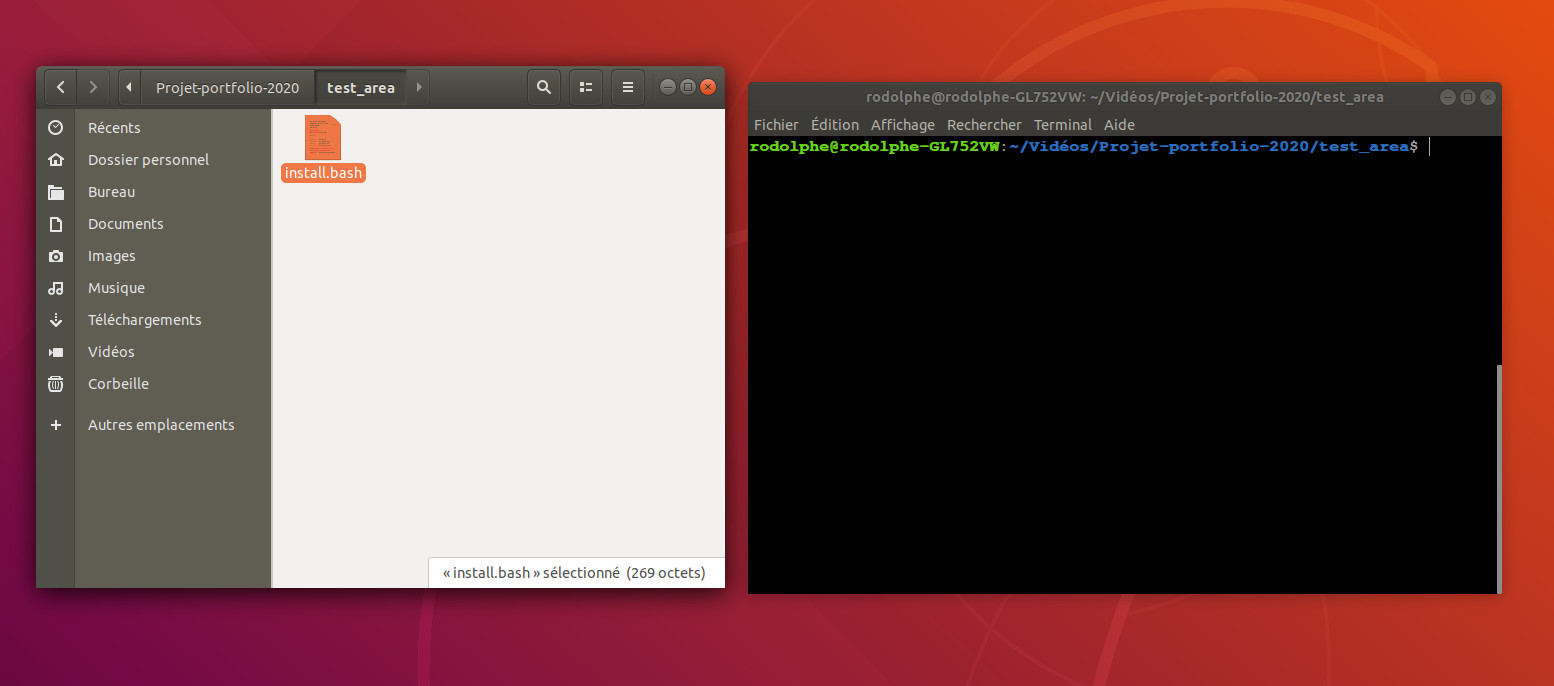 Projet-portfolio-2020 test_area
Récents
Dossier personnel
Bureau
Documents
Images
Musique
Téléchargements
Vidéos
Corbeille
Autres emplacements
install.bash
« install.bash » sélectionné (269 octets)
rodolphe@rodolphe-GL752VW: ~/Vidéos/Projet-portfolio-2020/test_area
Fichier Édition Affichage Rechercher Terminal Aide
rodolphe@rodolphe-GL752VW:~/Vidéos/Projet-portfolio-2020/test_area$